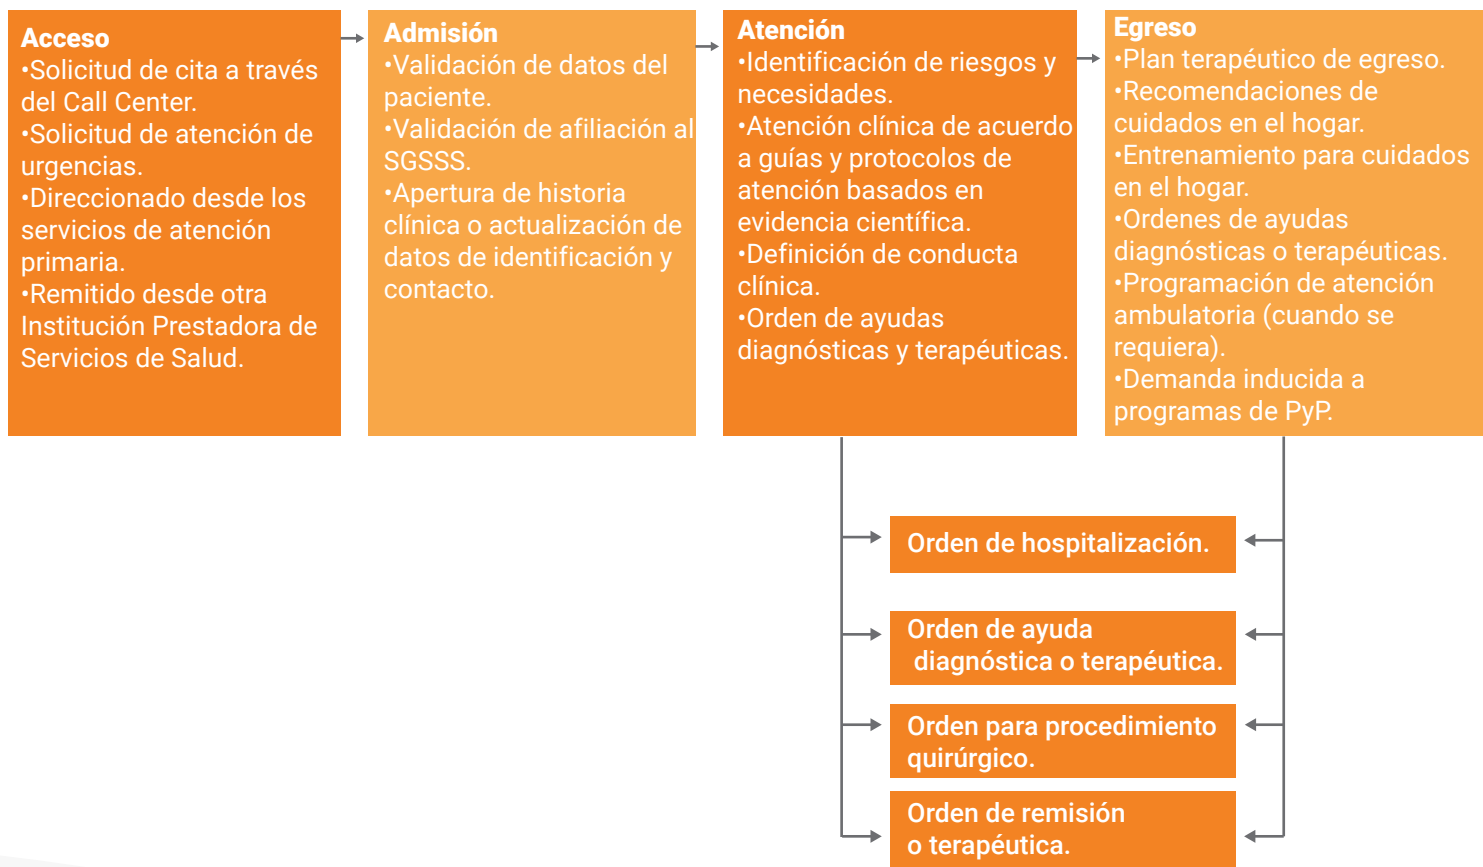 Acceso
•Solicitud de cita a través
del Call Center.
•Solicitud de atención de
urgencias.
•Direccionado desde los
servicios de atención
primaria.
•Remitido desde otra
Institución Prestadora de
Servicios de Salud.
Admisión
•Validación de datos del
paciente.
•Validación de afiliación al
SGSSS.
•Apertura de historia
clínica o actualización de
datos de identificación y
contacto.
Atención
•Identificación de riesgos y
necesidades.
•Atención clínica de acuerdo
a guías y protocolos de
atención basados en
evidencia científica.
•Definición de conducta
clínica.
•Orden de ayudas
diagnósticas y terapéuticas.
Egreso
•Plan terapéutico de egreso.
•Recomendaciones de
cuidados en el hogar.
•Entrenamiento para cuidados
en el hogar.
•Ordenes de ayudas
diagnósticas o terapéuticas.
•Programación de atención
ambulatoria (cuando se
requiera).
•Demanda inducida a
programas de PyP.
Orden de hospitalización.
Orden de ayuda
diagnóstica o terapéutica.
Orden para procedimiento
quirúrgico.
Orden de remisión
o terapéutica.